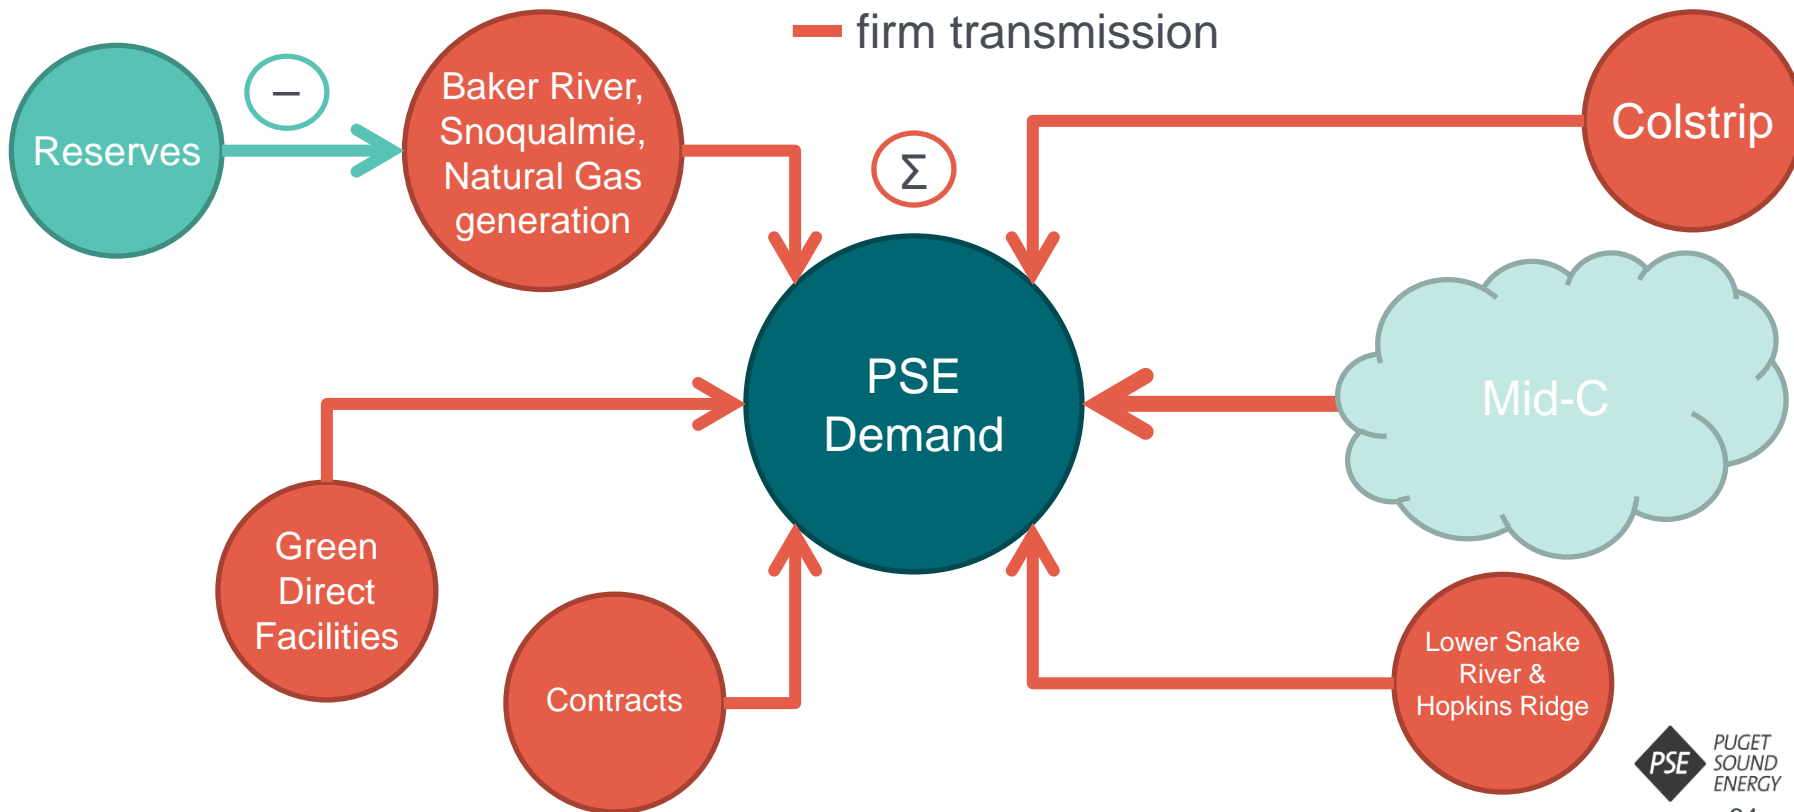 firm transmission
Reserves
–
Baker River,
Snoqualmie,
Natural Gas
generation
Σ
Colstrip
PSE
Demand
Mid-C
Green
Direct
Facilities
Contracts
Lower Snake
River &
Hopkins Ridge
PSE
PUGET
SOUND
ENERGY